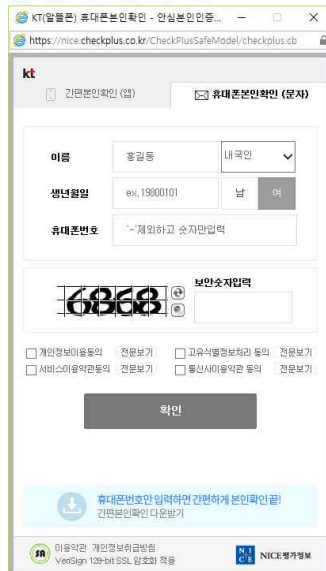 KT(알뜰폰) 휴대폰본인확인 - 안심본인인증...
https://nice.checkplus.co.kr/CheckPlusSafeModel/checkplus.cb
kt
간편본인확인 (앱) 휴대폰본인확인 (문자)
이름 홍길동 내국인
생년월일 ex. 19800101 남 여
휴대폰번호 '-'제외하고 숫자만입력
보안숫자입력
6868
개인정보이용동의 전문보기 고유식별정보처리 동의 전문보기
서비스이용약관동의 전문보기 통신사이용약관 동의 전문보기
확인
휴대폰번호만 입력하면 간편하게 본인확인 끝!
간편본인확인 다운받기
이용약관 개인정보취급방침
VeriSign 128-bit SSL 암호화 적용
NICE NICE평가정보